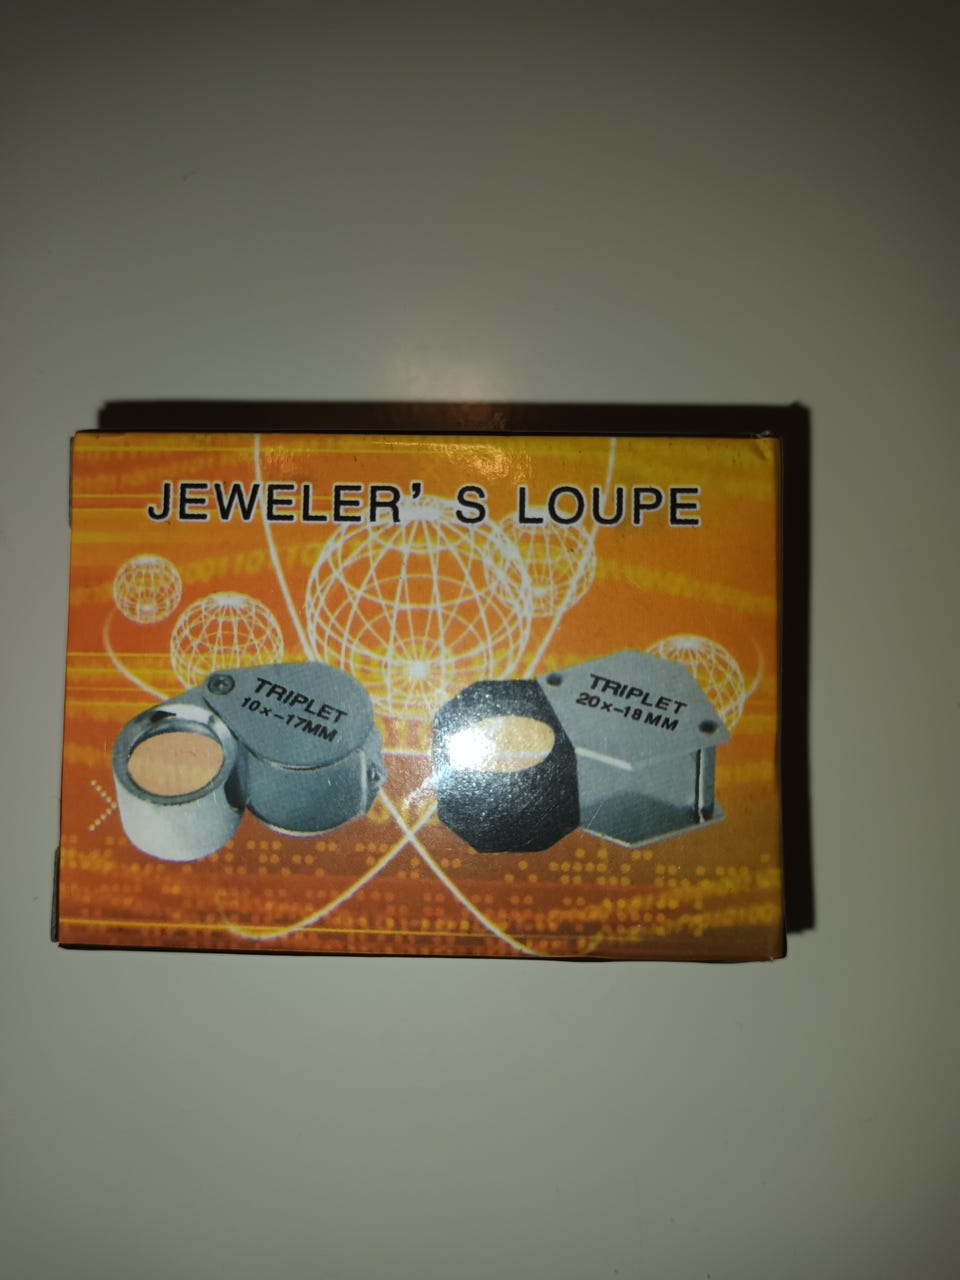 JEWELER' S LOUPE
TRIPLET
10×-17MM
TRIPLET
20×-18MM